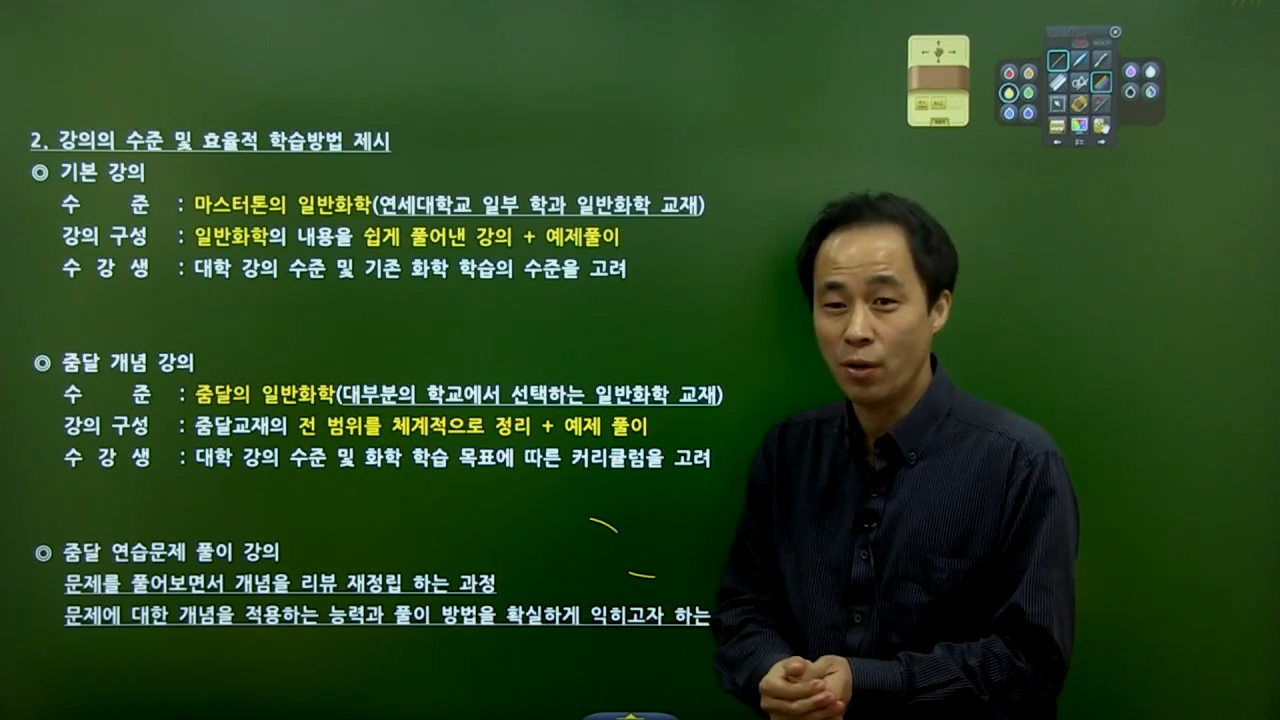 2. 강의의 수준 및 효율적 학습방법 제시
◎ 기본 강의
수 준 : 마스터톤의 일반화학(연세대학교 일부 학과 일반화학 교재)
강의 구성 : 일반화학의 내용을 쉽게 풀어낸 강의 + 예제풀이
수 강 생 : 대학 강의 수준 및 기존 화학 학습의 수준을 고려
◎ 줌달 개념 강의
수 준 : 줌달의 일반화학(대부분의 학교에서 선택하는 일반화학 교재)
강의 구성 : 줌달교재의 전 범위를 체계적으로 정리 + 예제 풀이
수 강 생 : 대학 강의 수준 및 화학 학습 목표에 따른 커리큘럼을 고려
◎ 줌달 연습문제 풀이 강의
문제를 풀어보면서 개념을 리뷰 재정립 하는 과정
문제에 대한 개념을 적용하는 능력과 풀이 방법을 확실하게 익히고자 하는